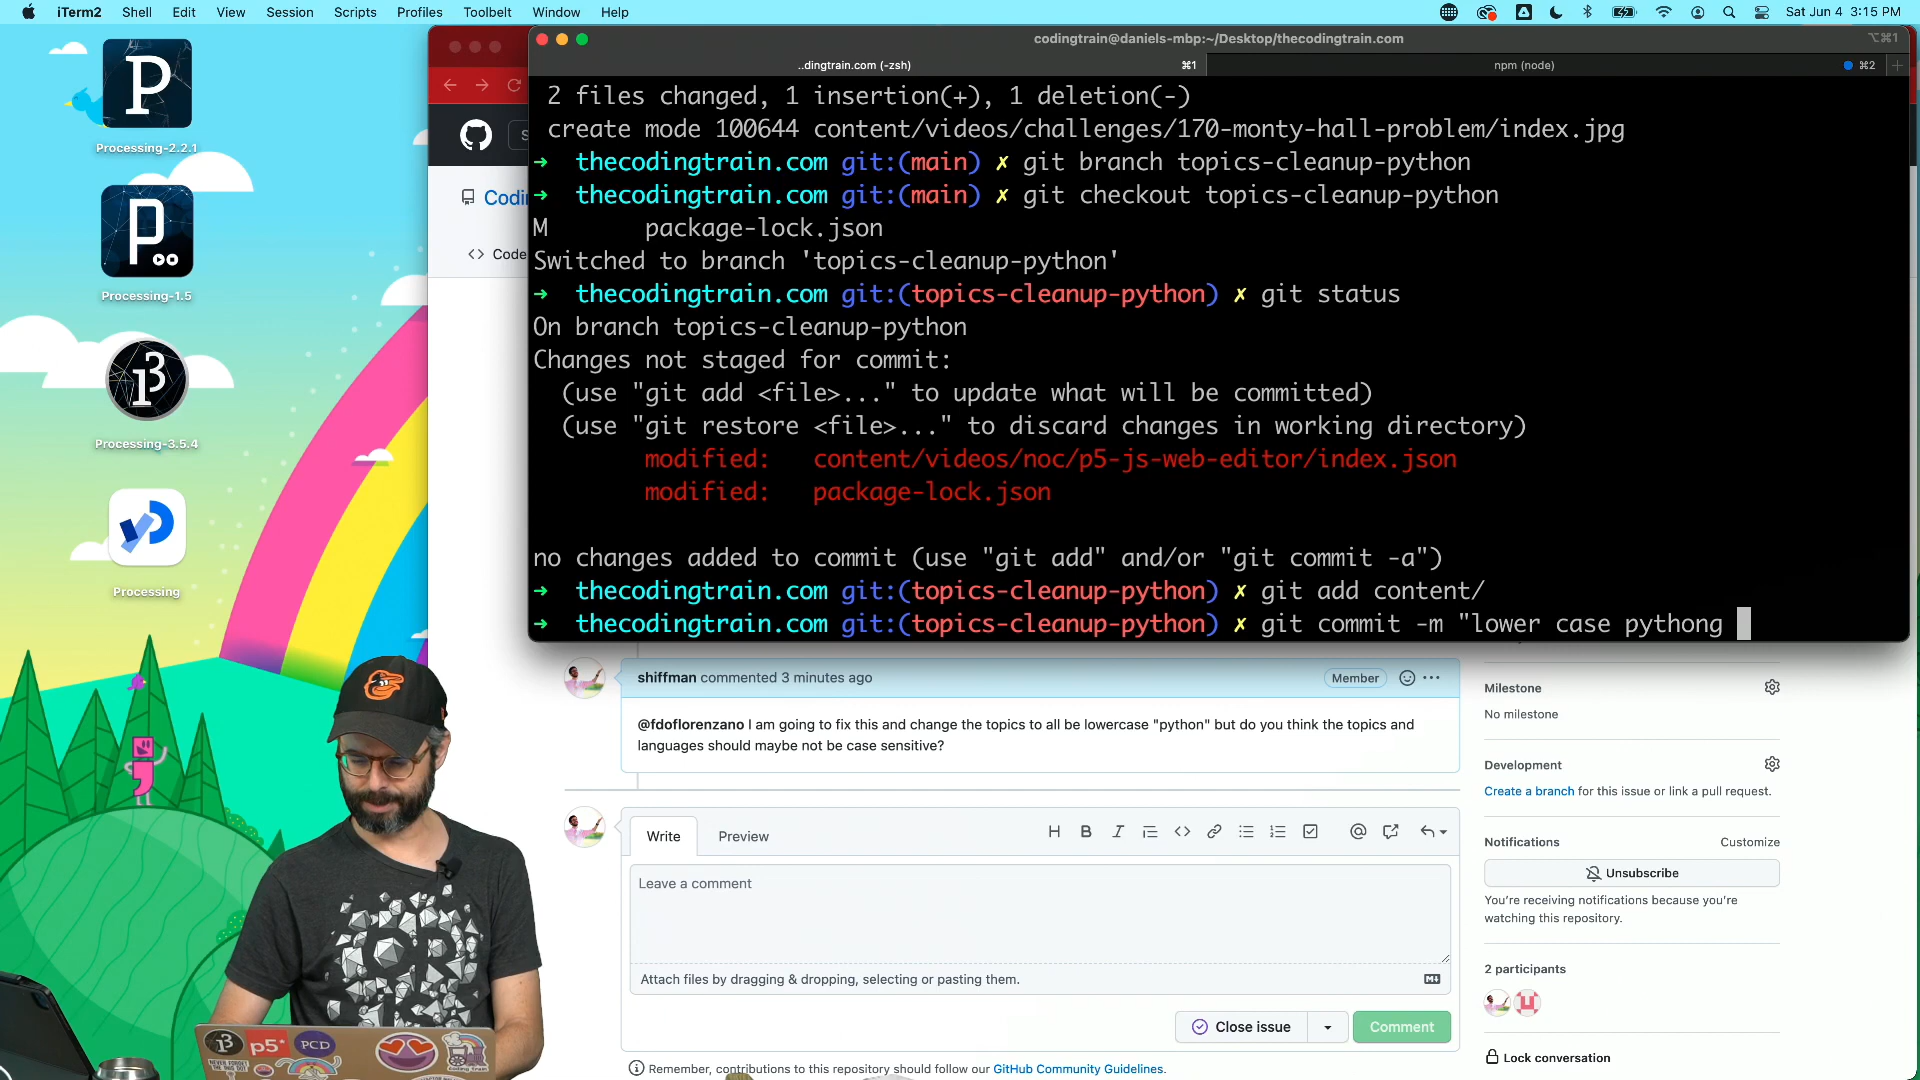 iTerm2 Shell Edit View Session Scripts Profiles Toolbelt Window Help
Sat Jun 4 3:15 PM
codingtrain@daniels-mbp:~/Desktop/thecodingtrain.com
⌥⌘1
..dingtrain.com (-zsh) ⌘1
npm (node) ⌘2
2 files changed, 1 insertion(+), 1 deletion(-)
create mode 100644 content/videos/challenges/170-monty-hall-problem/index.jpg
→ thecodingtrain.com git:(main) ✗ git branch topics-cleanup-python
→ thecodingtrain.com git:(main) ✗ git checkout topics-cleanup-python
M package-lock.json
Switched to branch 'topics-cleanup-python'
→ thecodingtrain.com git:(topics-cleanup-python) ✗ git status
On branch topics-cleanup-python
Changes not staged for commit:
(use "git add <file>..." to update what will be committed)
(use "git restore <file>..." to discard changes in working directory)
modified: content/videos/noc/p5-js-web-editor/index.json
modified: package-lock.json
no changes added to commit (use "git add" and/or "git commit -a")
→ thecodingtrain.com git:(topics-cleanup-python) ✗ git add content/
→ thecodingtrain.com git:(topics-cleanup-python) ✗ git commit -m "lower case pythong
P
Processing-2.2.1
P
Processing-1.5
Processing-3.5.4
Processing
S
Codin
<> Code
shiffman commented 3 minutes ago
Member
@fdoflorenzano I am going to fix this and change the topics to all be lowercase "python" but do you think the topics and
languages should maybe not be case sensitive?
Write Preview
Leave a comment
Attach files by dragging & dropping, selecting or pasting them.
Close issue
Comment
Remember, contributions to this repository should follow our GitHub Community Guidelines.
Milestone
No milestone
Development
Create a branch for this issue or link a pull request.
Notifications Customize
Unsubscribe
You're receiving notifications because you're
watching this repository.
2 participants
Lock conversation
p5*
PCD